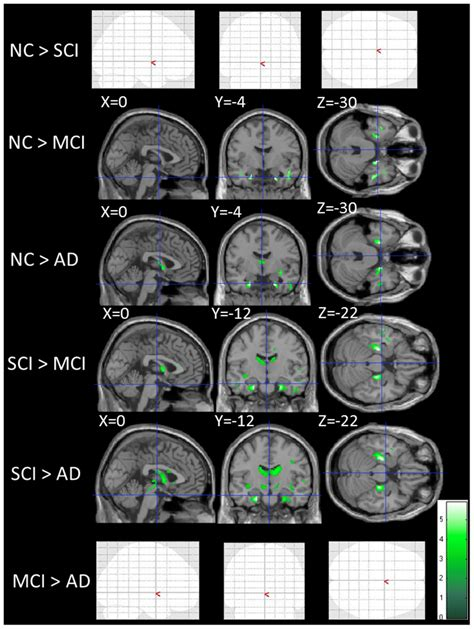 NC > SCI
X=0 Y=-4 Z=-30
NC > MCI
X=0 Y=-4 Z=-30
NC > AD
X=0 Y=-12 Z=-22
SCI > MCI
X=0 Y=-12 Z=-22
SCI > AD
5
4
3
2
1
0
MCI > AD